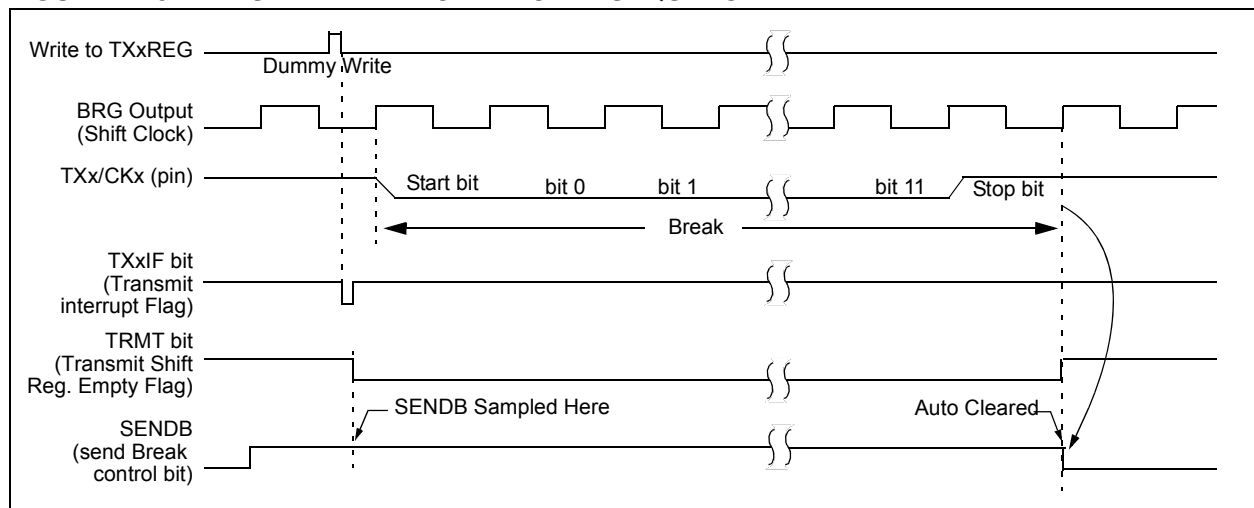 Write to TXxREG
Dummy Write
BRG Output
(Shift Clock)
TXx/CKx (pin)
Start bit
bit 0
bit 1
bit 11
Stop bit
Break
TXxIF bit
(Transmit
interrupt Flag)
TRMT bit
(Transmit Shift
Reg. Empty Flag)
SENDB Sampled Here
Auto Cleared
SENDB
(send Break
control bit)